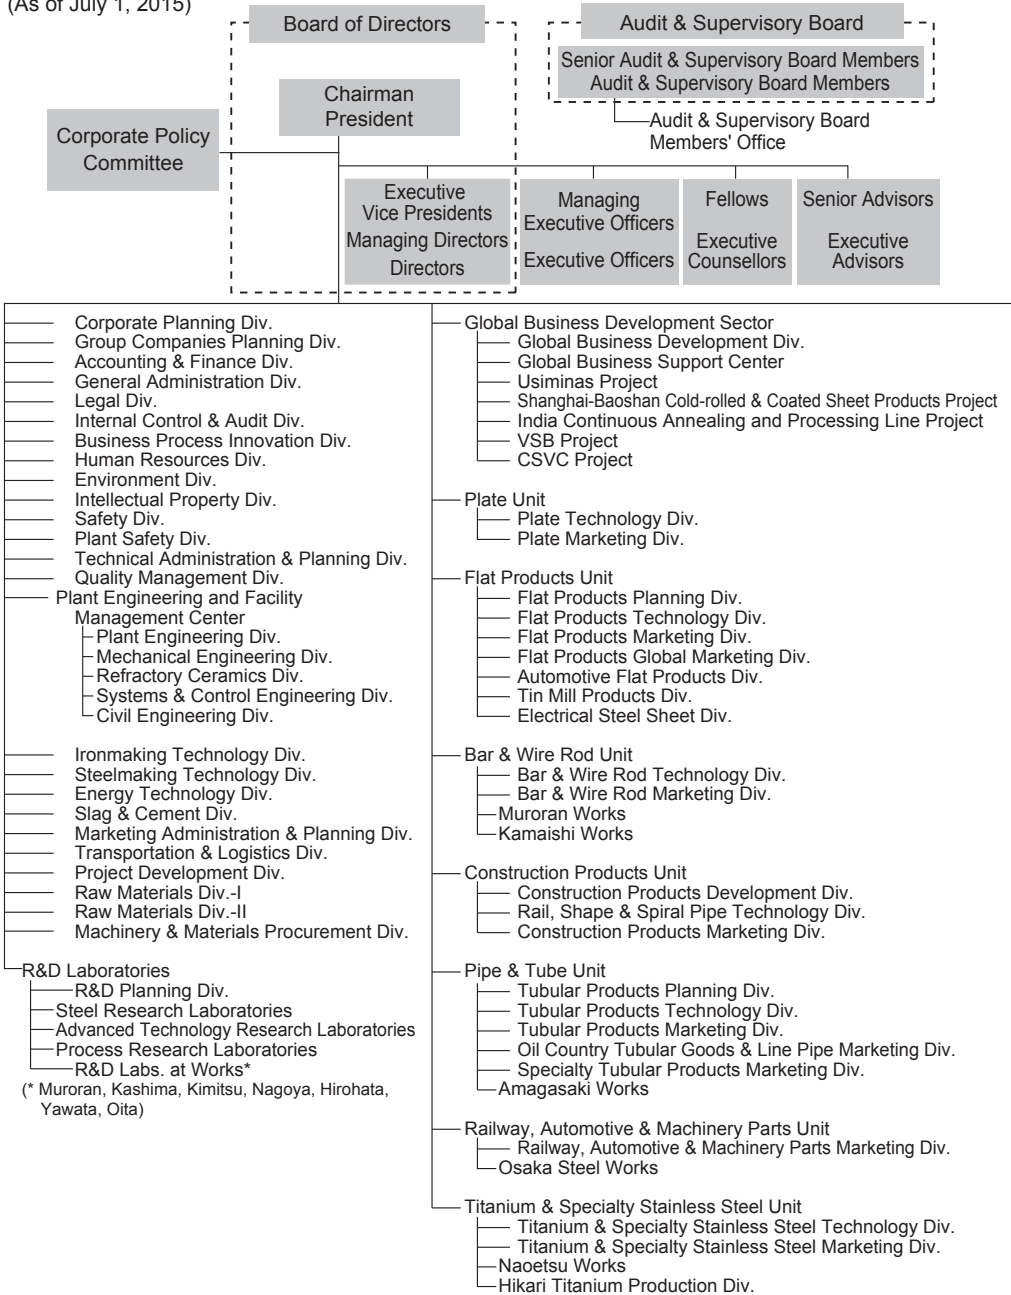 (As of July 1, 2015)
Board of Directors
Audit & Supervisory Board
Senior Audit & Supervisory Board Members
Audit & Supervisory Board Members
Audit & Supervisory Board
Members' Office
Chairman
President
Corporate Policy
Committee
Executive
Vice Presidents
Managing Directors
Directors
Managing
Executive Officers
Executive Officers
Fellows
Executive
Counsellors
Senior Advisors
Executive
Advisors
Corporate Planning Div.
Group Companies Planning Div.
Accounting & Finance Div.
General Administration Div.
Legal Div.
Internal Control & Audit Div.
Business Process Innovation Div.
Human Resources Div.
Environment Div.
Intellectual Property Div.
Safety Div.
Plant Safety Div.
Technical Administration & Planning Div.
Quality Management Div.
Plant Engineering and Facility
Management Center
Plant Engineering Div.
Mechanical Engineering Div.
Refractory Ceramics Div.
Systems & Control Engineering Div.
Civil Engineering Div.
Ironmaking Technology Div.
Steelmaking Technology Div.
Energy Technology Div.
Slag & Cement Div.
Marketing Administration & Planning Div.
Transportation & Logistics Div.
Project Development Div.
Raw Materials Div.-I
Raw Materials Div.-II
Machinery & Materials Procurement Div.
R&D Laboratories
R&D Planning Div.
Steel Research Laboratories
Advanced Technology Research Laboratories
Process Research Laboratories
R&D Labs. at Works*
(* Muroran, Kashima, Kimitsu, Nagoya, Hirohata,
Yawata, Oita)
Global Business Development Sector
Global Business Development Div.
Global Business Support Center
Usiminas Project
Shanghai-Baoshan Cold-rolled & Coated Sheet Products Project
India Continuous Annealing and Processing Line Project
VSB Project
CSVC Project
Plate Unit
Plate Technology Div.
Plate Marketing Div.
Flat Products Unit
Flat Products Planning Div.
Flat Products Technology Div.
Flat Products Marketing Div.
Flat Products Global Marketing Div.
Automotive Flat Products Div.
Tin Mill Products Div.
Electrical Steel Sheet Div.
Bar & Wire Rod Unit
Bar & Wire Rod Technology Div.
Bar & Wire Rod Marketing Div.
Muroran Works
Kamaishi Works
Construction Products Unit
Construction Products Development Div.
Rail, Shape & Spiral Pipe Technology Div.
Construction Products Marketing Div.
Pipe & Tube Unit
Tubular Products Planning Div.
Tubular Products Technology Div.
Tubular Products Marketing Div.
Oil Country Tubular Goods & Line Pipe Marketing Div.
Specialty Tubular Products Marketing Div.
Amagasaki Works
Railway, Automotive & Machinery Parts Unit
Railway, Automotive & Machinery Parts Marketing Div.
Osaka Steel Works
Titanium & Specialty Stainless Steel Unit
Titanium & Specialty Stainless Steel Technology Div.
Titanium & Specialty Stainless Steel Marketing Div.
Naoetsu Works
Hikari Titanium Production Div.